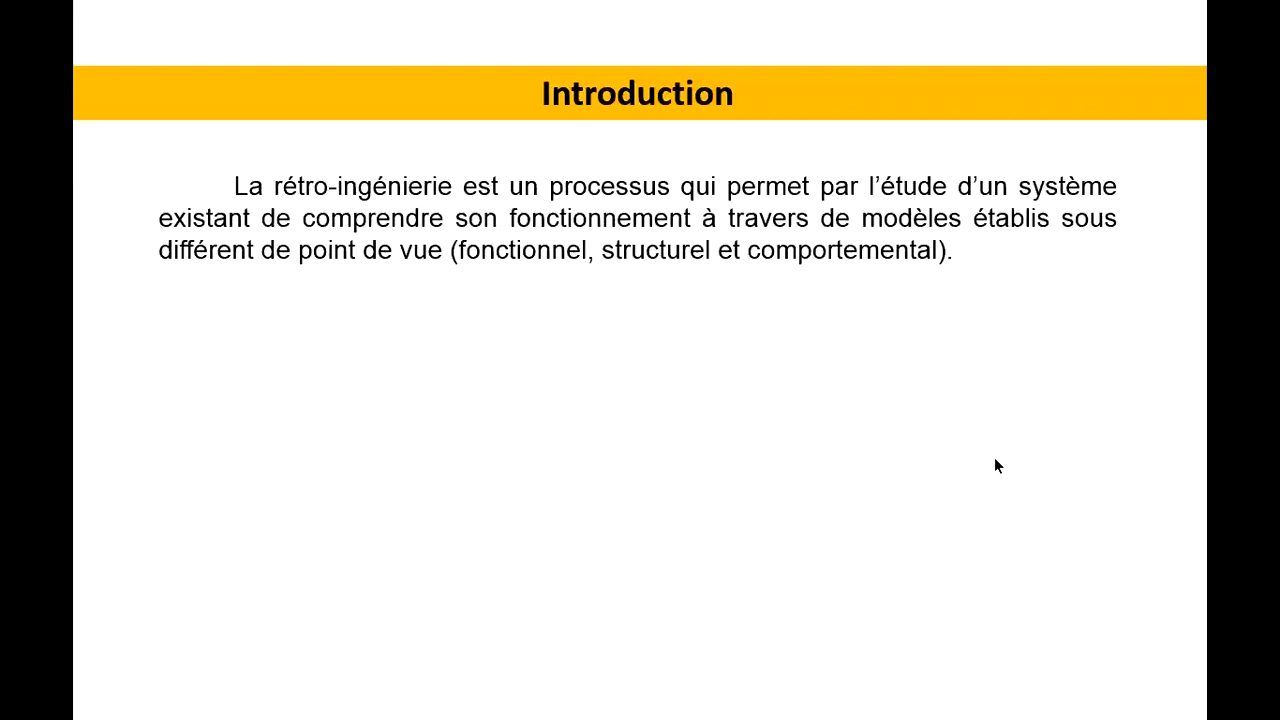 Introduction
La rétro-ingénierie est un processus qui permet par l’étude d’un système
existant de comprendre son fonctionnement à travers de modèles établis sous
différent de point de vue (fonctionnel, structurel et comportemental).